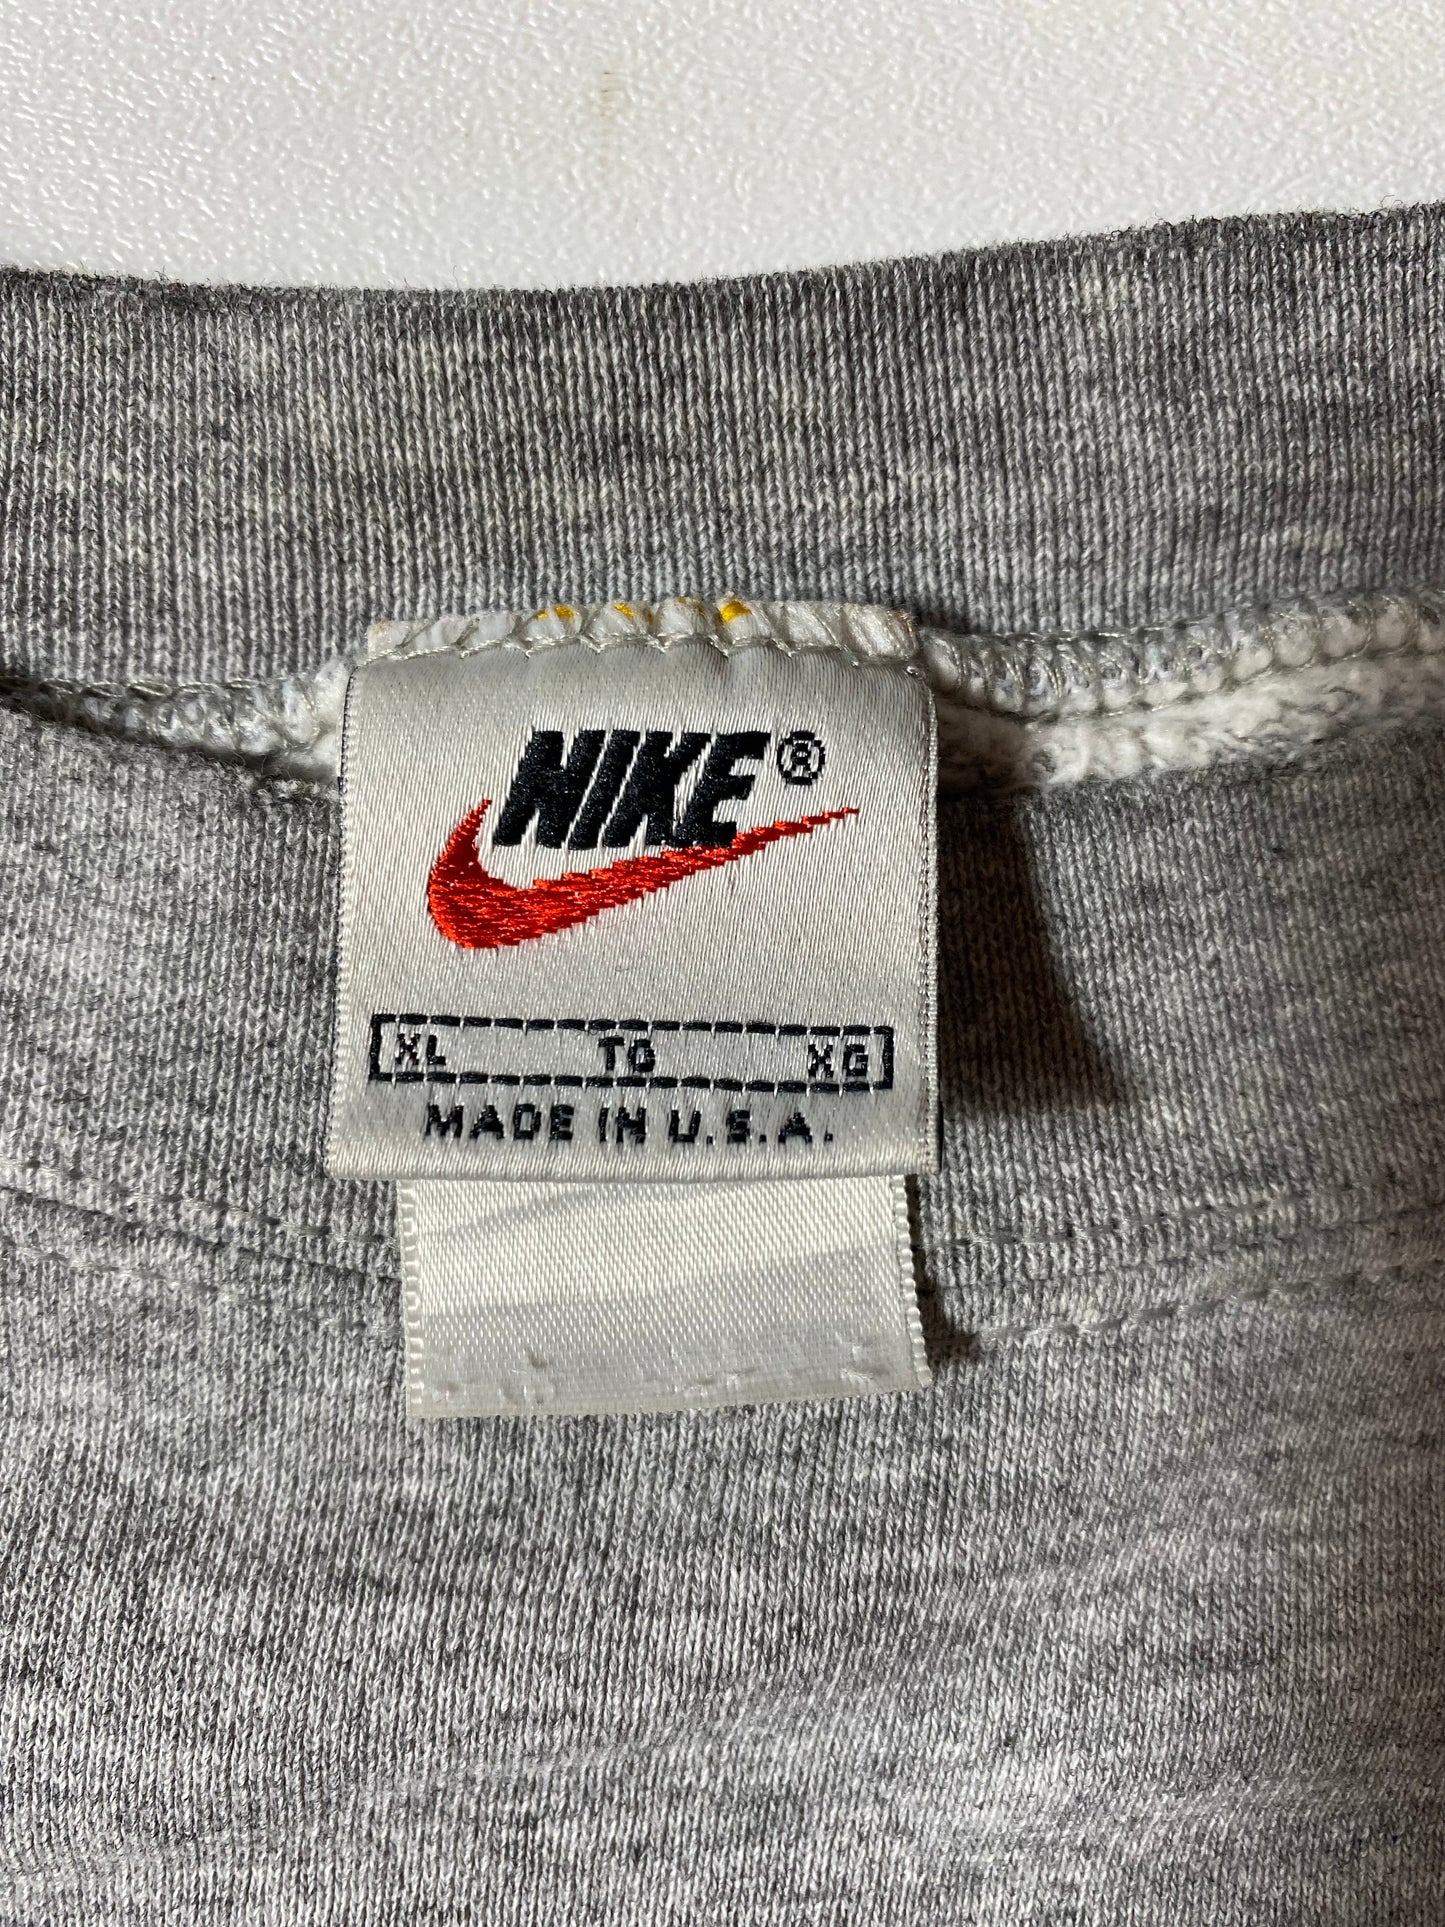 NIKE®
XL TG XG
MADE IN U.S.A.